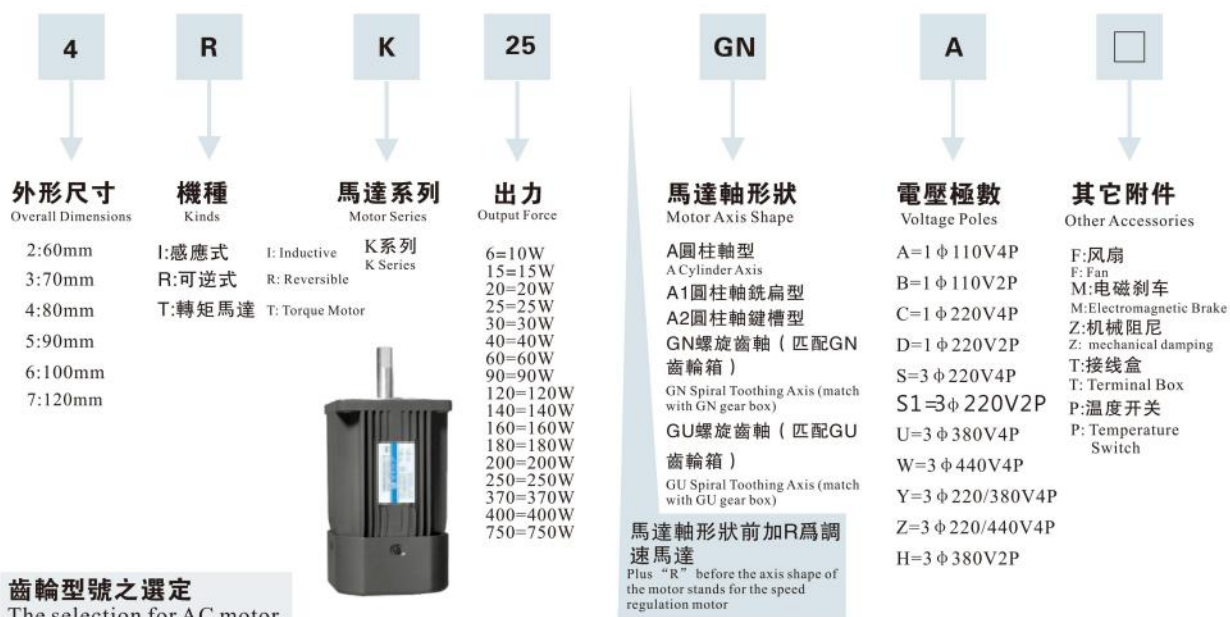 4
R
K
25
GN
A
外形尺寸
Overall Dimensions
2:60mm
3:70mm
4:80mm
5:90mm
6:100mm
7:120mm
機種
Kinds
I:感應式 I: Inductive
R:可逆式 R: Reversible
T:轉矩馬達 T: Torque Motor
馬達系列
Motor Series
K系列
K Series
出力
Output Force
6=10W
15=15W
20=20W
25=25W
30=30W
40=40W
60=60W
90=90W
120=120W
140=140W
160=160W
180=180W
200=200W
250=250W
370=370W
400=400W
750=750W
馬達軸形狀
Motor Axis Shape
A圓柱軸型
A Cylinder Axis
A1圓柱軸銑扁型
A2圓柱軸鍵槽型
GN螺旋齒軸（匹配GN
齒輪箱）
GN Spiral Toothing Axis (match
with GN gear box)
GU螺旋齒軸（匹配GU
齒輪箱）
GU Spiral Toothing Axis (match
with GU gear box)
馬達軸形狀前加R爲調
速馬達
Plus “R” before the axis shape of
the motor stands for the speed
regulation motor
電壓極數
Voltage Poles
A=1φ110V4P
B=1φ110V2P
C=1φ220V4P
D=1φ220V2P
S=3φ220V4P
S1=3φ220V2P
U=3φ380V4P
W=3φ440V4P
Y=3φ220/380V4P
Z=3φ220/440V4P
H=3φ380V2P
其它附件
Other Accessories
F:风扇
F: Fan
M:电磁刹车
M:Electromagnetic Brake
Z:机械阻尼
Z: mechanical damping
T:接线盒
T: Terminal Box
P:温度开关
P: Temperature
Switch
齒輪型號之選定
The selection for AC motor